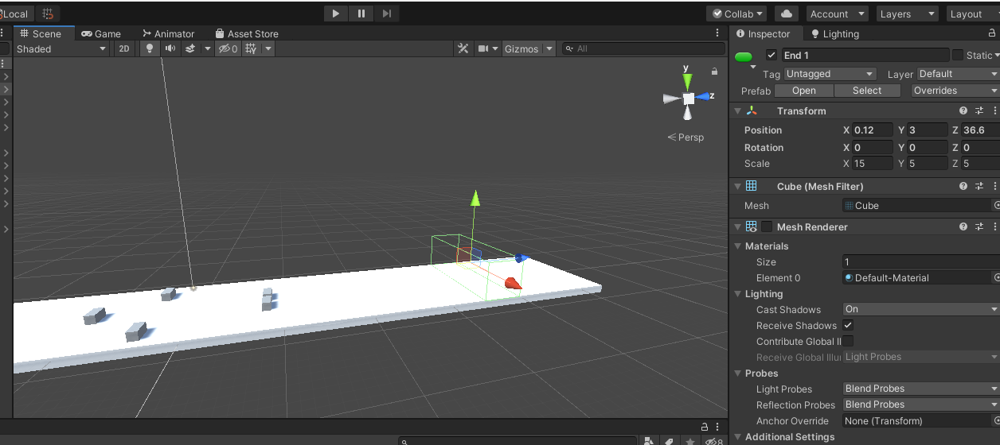 Local Collab Account Layers Layout
Scene Game Animator Asset Store
Shaded 2D 0 Gizmos All
y
z
Persp
Inspector Lighting
End 1 Static
Tag Untagged Layer Default
Prefab Open Select Overrides
Transform
Position X 0.12 Y 3 Z 36.6
Rotation X 0 Y 0 Z 0
Scale X 15 Y 5 Z 5
Cube (Mesh Filter)
Mesh Cube
Mesh Renderer
Materials
Size 1
Element 0 Default-Material
Lighting
Cast Shadows On
Receive Shadows
Contribute Global Il
Receive Global Illui Light Probes
Probes
Light Probes Blend Probes
Reflection Probes Blend Probes
Anchor Override None (Transform)
Additional Settings
8